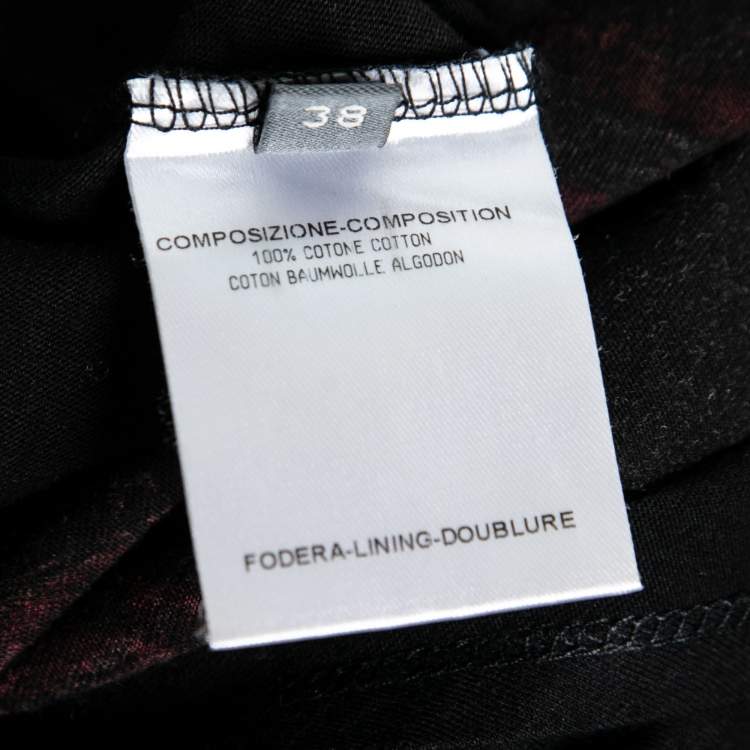 38
COMPOSIZIONE-COMPOSITION
100% COTONE COTTON
COTON BAUMWOLLE ALGODON
FODERA-LINING-DOUBLURE